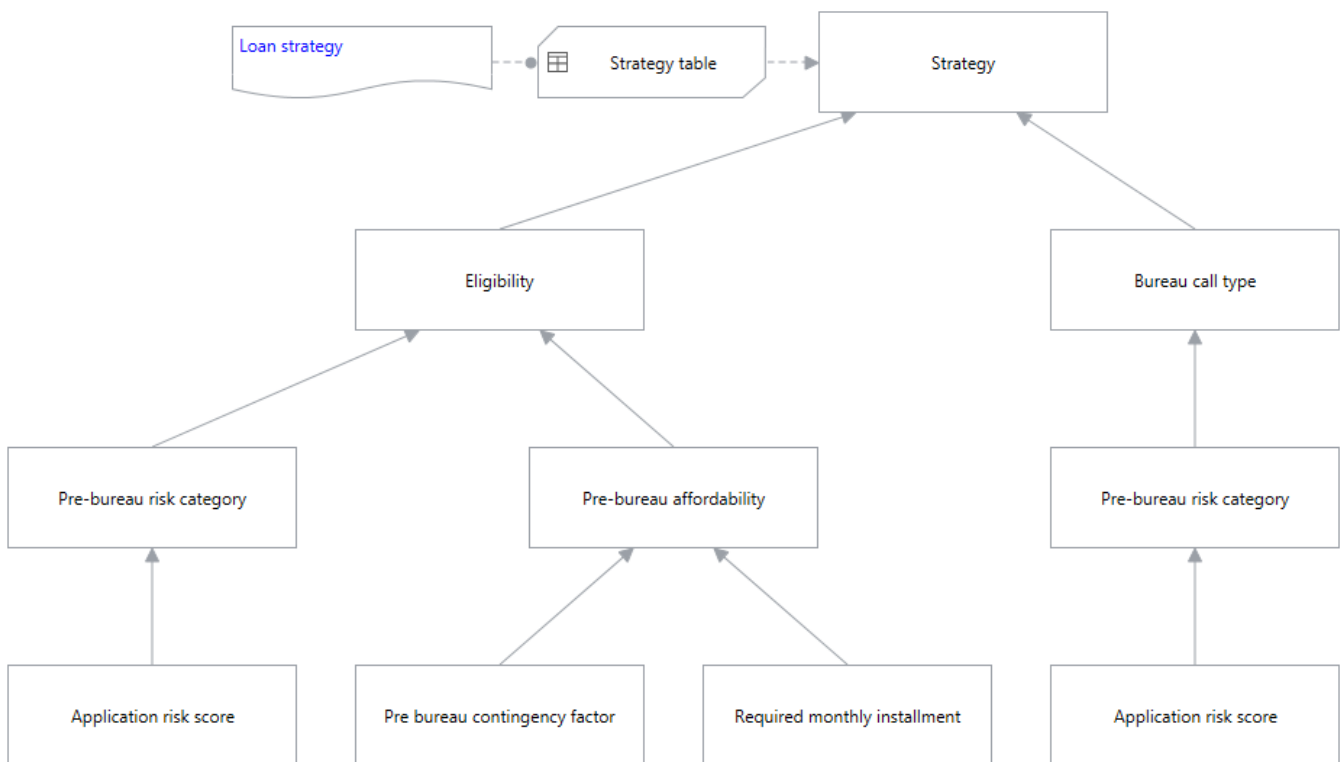 Loan strategy
Strategy table
Strategy
Eligibility
Bureau call type
Pre-bureau risk category
Pre-bureau affordability
Pre-bureau risk category
Application risk score
Pre bureau contingency factor
Required monthly installment
Application risk score